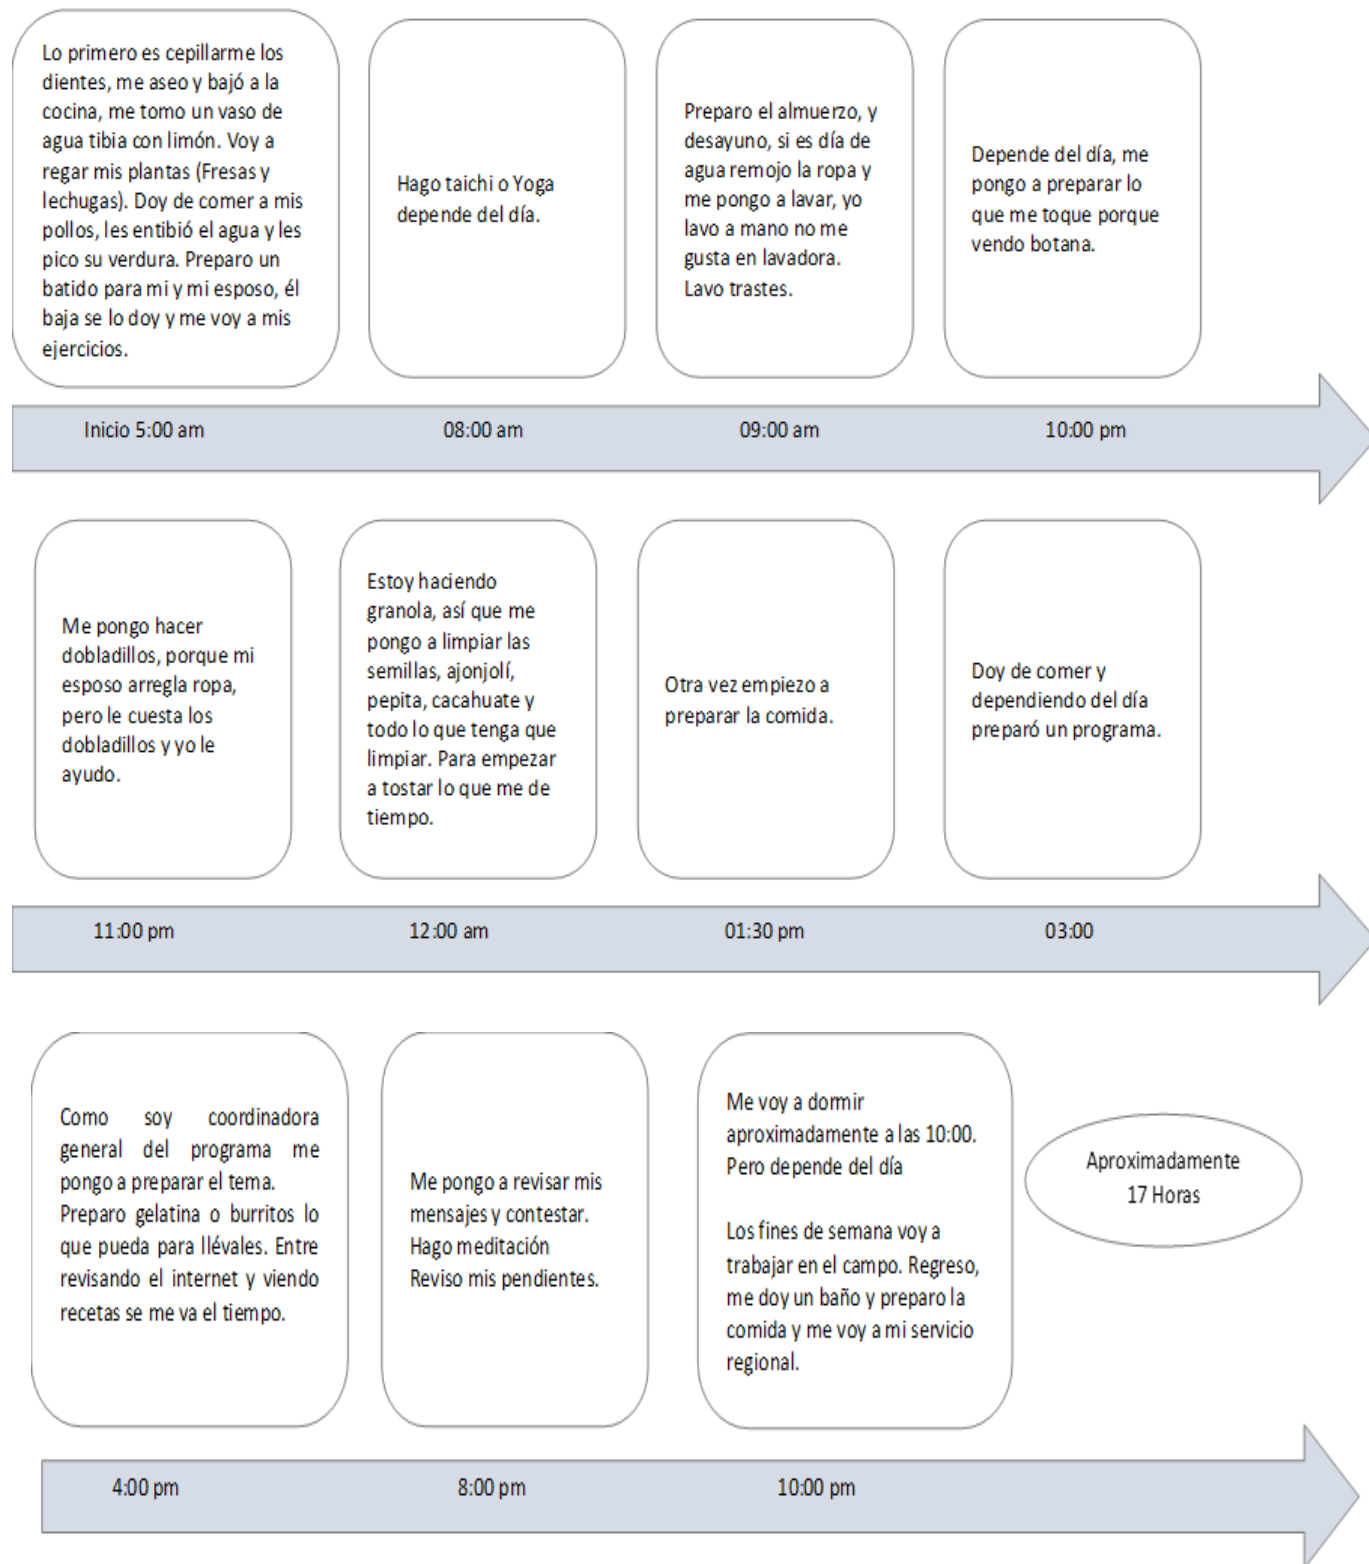 Lo primero es cepillarme los
dientes, me aseo y bajó a la
cocina, me tomo un vaso de
agua tibia con limón. Voy a
regar mis plantas (Fresas y
lechugas). Doy de comer a mis
pollos, les entibió el agua y les
pico su verdura. Preparo un
batido para mi y mi esposo, él
baja se lo doy y me voy a mis
ejercicios.
Hago taichi o Yoga
depende del día.
Preparo el almuerzo, y
desayuno, si es día de
agua remojo la ropa y
me pongo a lavar, yo
lavo a mano no me
gusta en lavadora.
Lavo trastes.
Depende del día, me
pongo a preparar lo
que me toque porque
vendo botana.
Inicio 5:00 am
08:00 am
09:00 am
10:00 pm
Me pongo hacer
dobladillos, porque mi
esposo arregla ropa,
pero le cuesta los
dobladillos y yo le
ayudo.
Estoy haciendo
granola, así que me
pongo a limpiar las
semillas, ajonjolí,
pepita, cacahuate y
todo lo que tenga que
limpiar. Para empezar
a tostar lo que me de
tiempo.
Otra vez empiezo a
preparar la comida.
Doy de comer y
dependiendo del día
preparó un programa.
11:00 pm
12:00 am
01:30 pm
03:00
Como soy coordinadora
general del programa me
pongo a preparar el tema.
Preparo gelatina o burritos lo
que pueda para llévales. Entre
revisando el internet y viendo
recetas se me va el tiempo.
Me pongo a revisar mis
mensajes y contestar.
Hago meditación
Reviso mis pendientes.
Me voy a dormir
aproximadamente a las 10:00.
Pero depende del día
Los fines de semana voy a
trabajar en el campo. Regreso,
me doy un baño y preparo la
comida y me voy a mi servicio
regional.
Aproximadamente
17 Horas
4:00 pm
8:00 pm
10:00 pm